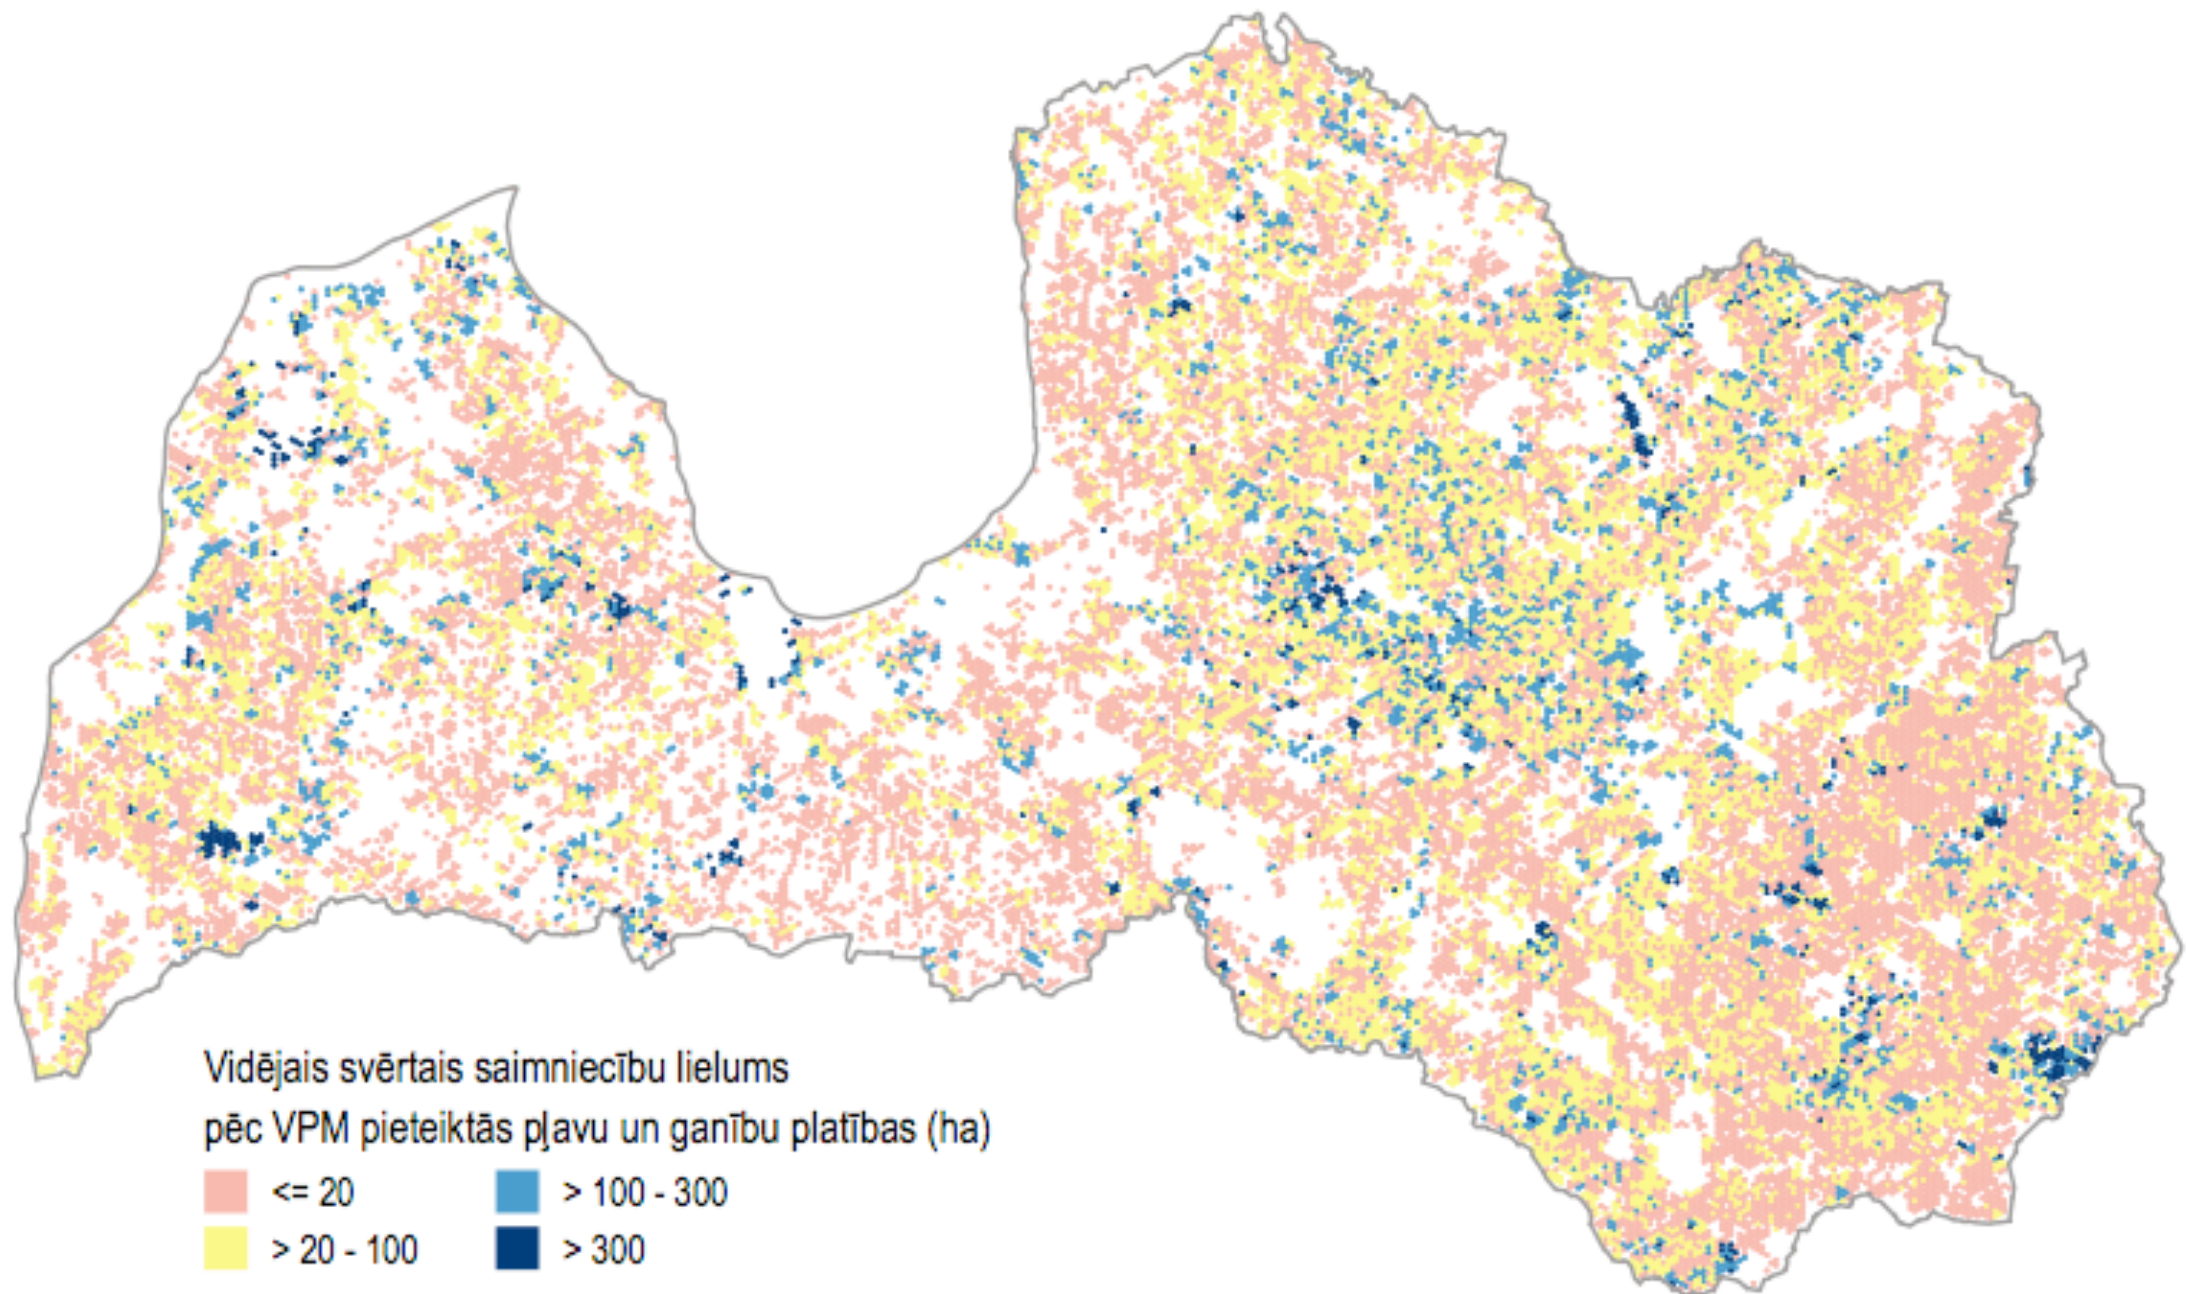 Vidējais svērtais saimniecību lielums
pēc VPM pieteiktās pļavu un ganību platības (ha)
<= 20
> 100 - 300
> 20 - 100
> 300